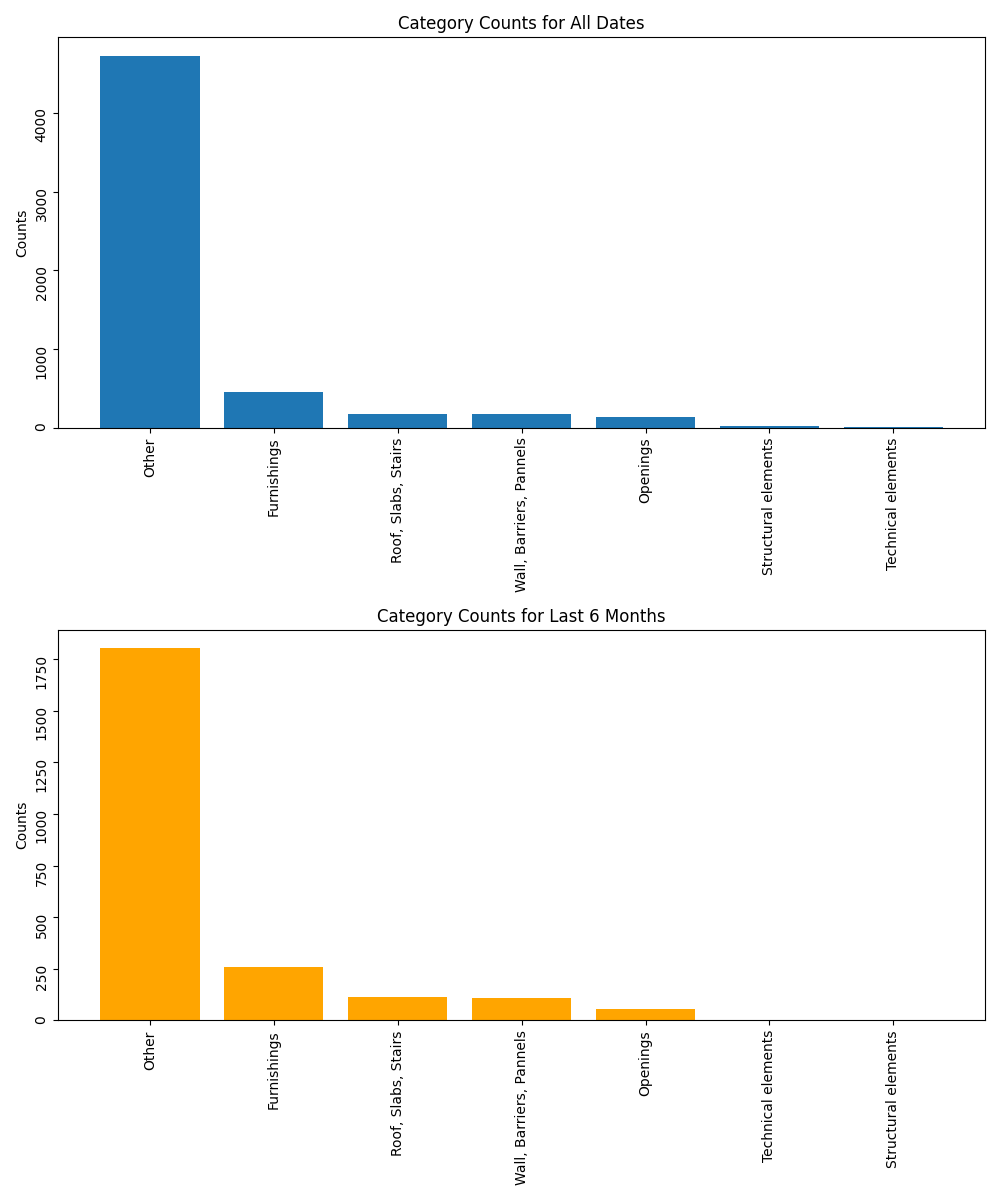 Category Counts for All Dates
Counts
4000
3000
2000
1000
0
Other
Furnishings
Roof, Slabs, Stairs
Wall, Barriers, Pannels
Openings
Structural elements
Technical elements
Category Counts for Last 6 Months
Counts
1750
1500
1250
1000
750
500
250
0
Other
Furnishings
Roof, Slabs, Stairs
Wall, Barriers, Pannels
Openings
Technical elements
Structural elements